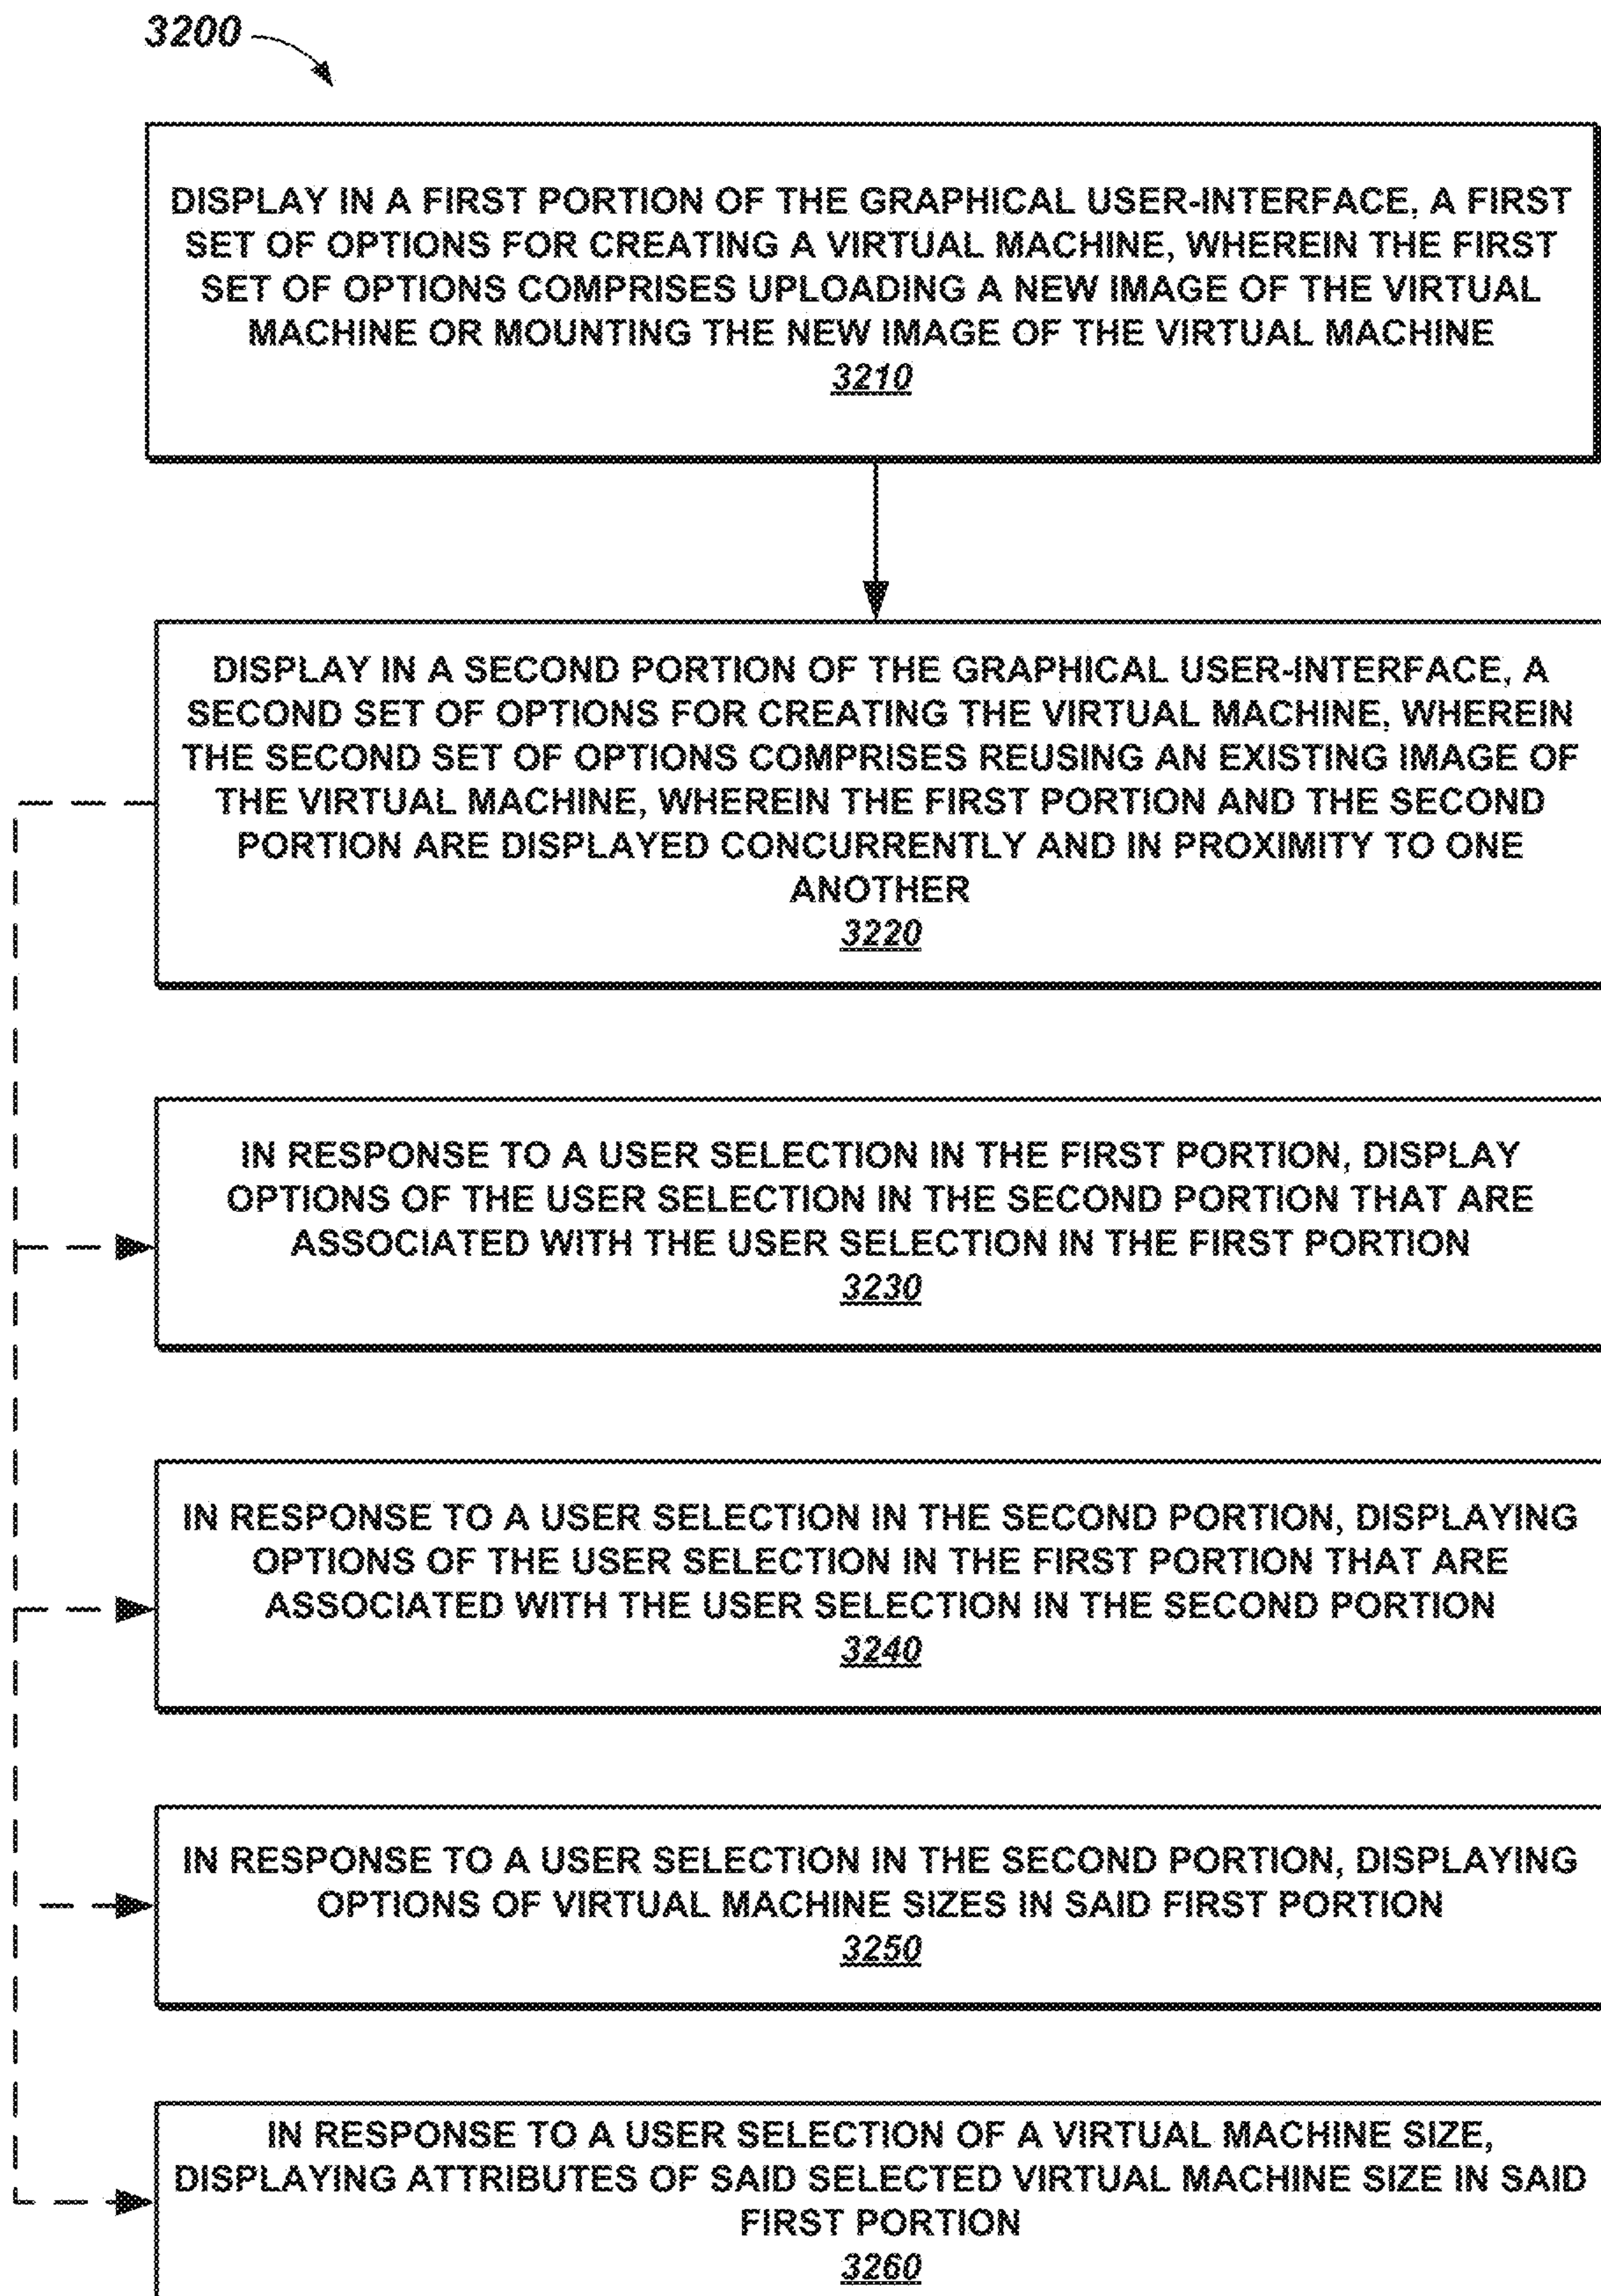 3200
DISPLAY IN A FIRST PORTION OF THE GRAPHICAL USER-INTERFACE, A FIRST
SET OF OPTIONS FOR CREATING A VIRTUAL MACHINE, WHEREIN THE FIRST
SET OF OPTIONS COMPRISES UPLOADING A NEW IMAGE OF THE VIRTUAL
MACHINE OR MOUNTING THE NEW IMAGE OF THE VIRTUAL MACHINE
3210
DISPLAY IN A SECOND PORTION OF THE GRAPHICAL USER-INTERFACE, A
SECOND SET OF OPTIONS FOR CREATING THE VIRTUAL MACHINE, WHEREIN
THE SECOND SET OF OPTIONS COMPRISES REUSING AN EXISTING IMAGE OF
THE VIRTUAL MACHINE, WHEREIN THE FIRST PORTION AND THE SECOND
PORTION ARE DISPLAYED CONCURRENTLY AND IN PROXIMITY TO ONE
ANOTHER
3220
IN RESPONSE TO A USER SELECTION IN THE FIRST PORTION, DISPLAY
OPTIONS OF THE USER SELECTION IN THE SECOND PORTION THAT ARE
ASSOCIATED WITH THE USER SELECTION IN THE FIRST PORTION
3230
IN RESPONSE TO A USER SELECTION IN THE SECOND PORTION, DISPLAYING
OPTIONS OF THE USER SELECTION IN THE FIRST PORTION THAT ARE
ASSOCIATED WITH THE USER SELECTION IN THE SECOND PORTION
3240
IN RESPONSE TO A USER SELECTION IN THE SECOND PORTION, DISPLAYING
OPTIONS OF VIRTUAL MACHINE SIZES IN SAID FIRST PORTION
3250
IN RESPONSE TO A USER SELECTION OF A VIRTUAL MACHINE SIZE,
DISPLAYING ATTRIBUTES OF SAID SELECTED VIRTUAL MACHINE SIZE IN SAID
FIRST PORTION
3260